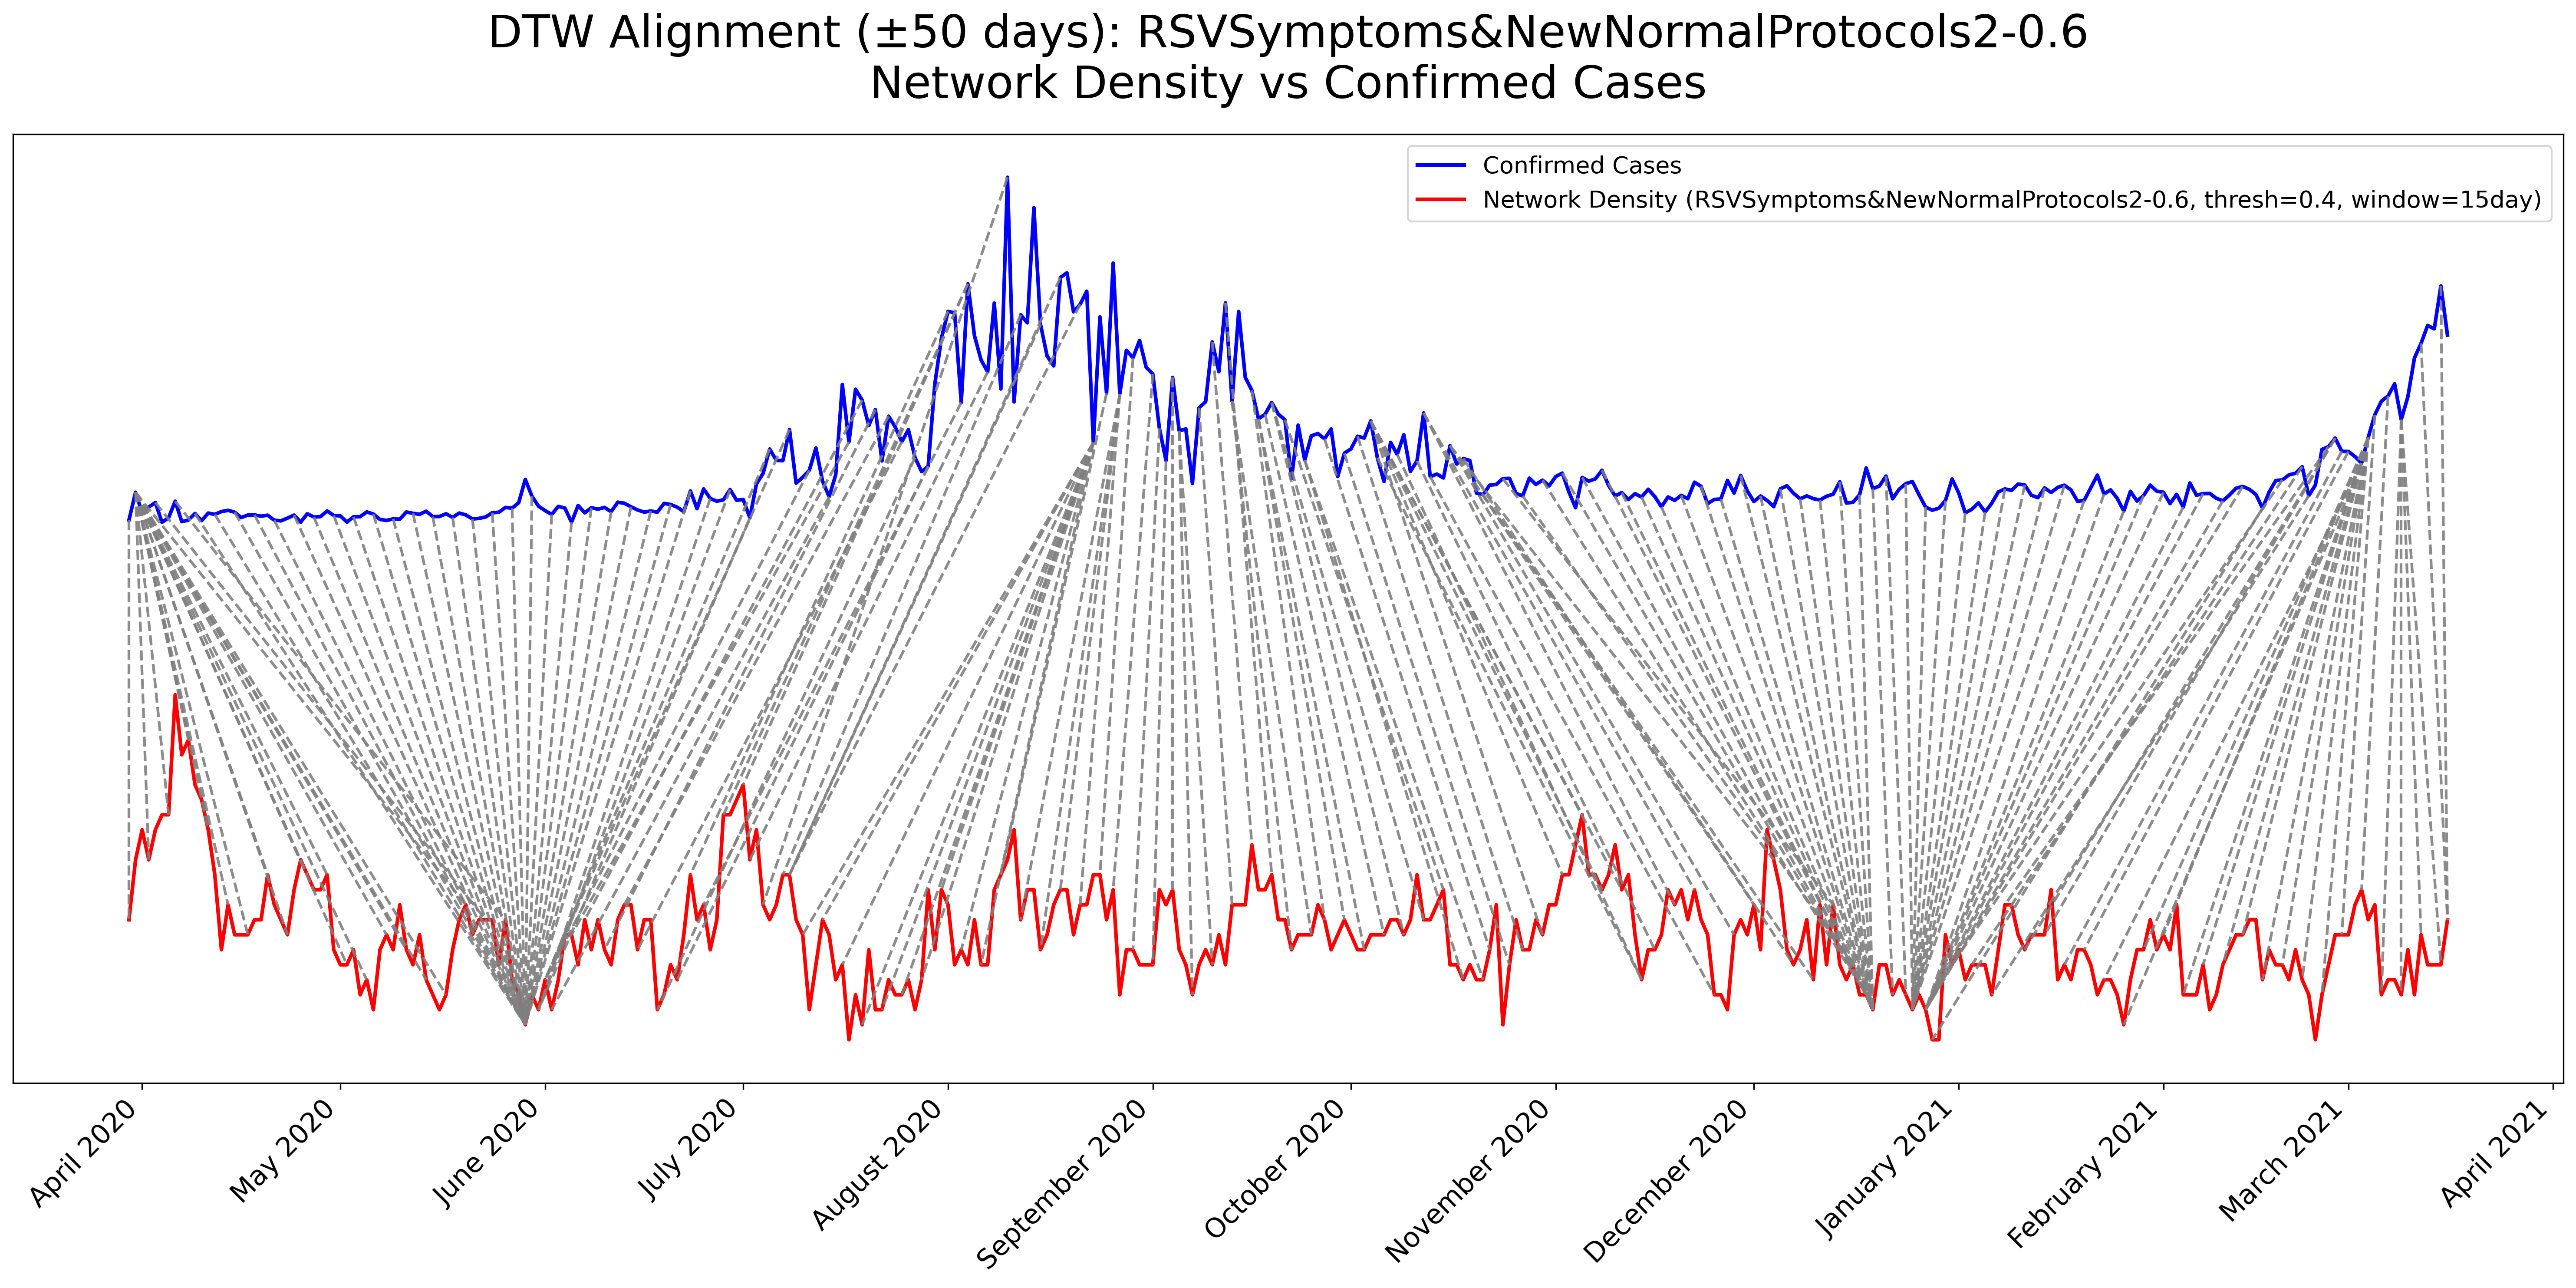 DTW Alignment (±50 days): RSVSymptoms&NewNormalProtocols2-0.6
Network Density vs Confirmed Cases
Confirmed Cases
Network Density (RSVSymptoms&NewNormalProtocols2-0.6, thresh=0.4, window=15day)
April 2020
May 2020
June 2020
July 2020
August 2020
September 2020
October 2020
November 2020
December 2020
January 2021
February 2021
March 2021
April 2021